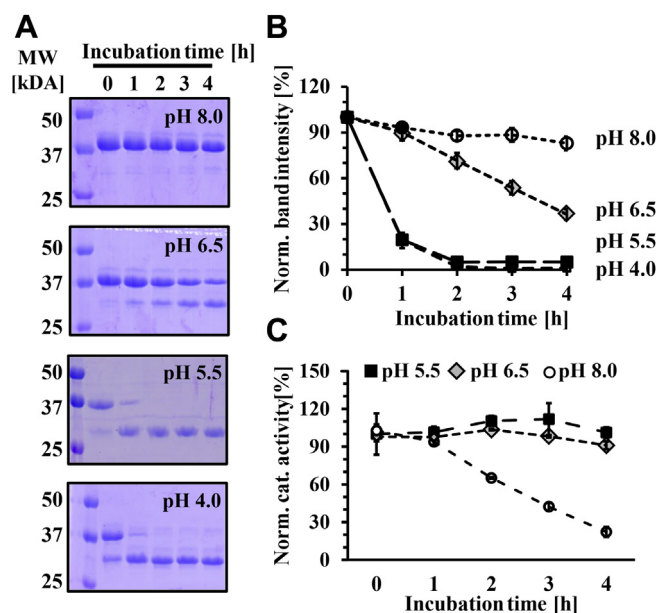 A
MW
[kDA]
Incubation time [h]
0 1 2 3 4
pH 8.0
50
37
25
pH 6.5
50
37
25
pH 5.5
50
37
25
pH 4.0
50
37
25
B
Norm. band intensity [%]
120
90
60
30
0
0 1 2 3 4
Incubation time [h]
pH 8.0
pH 6.5
pH 5.5
pH 4.0
C
Norm. cat. activity[%]
150
120
90
60
30
0
pH 5.5 pH 6.5 pH 8.0
0 1 2 3 4
Incubation time [h]